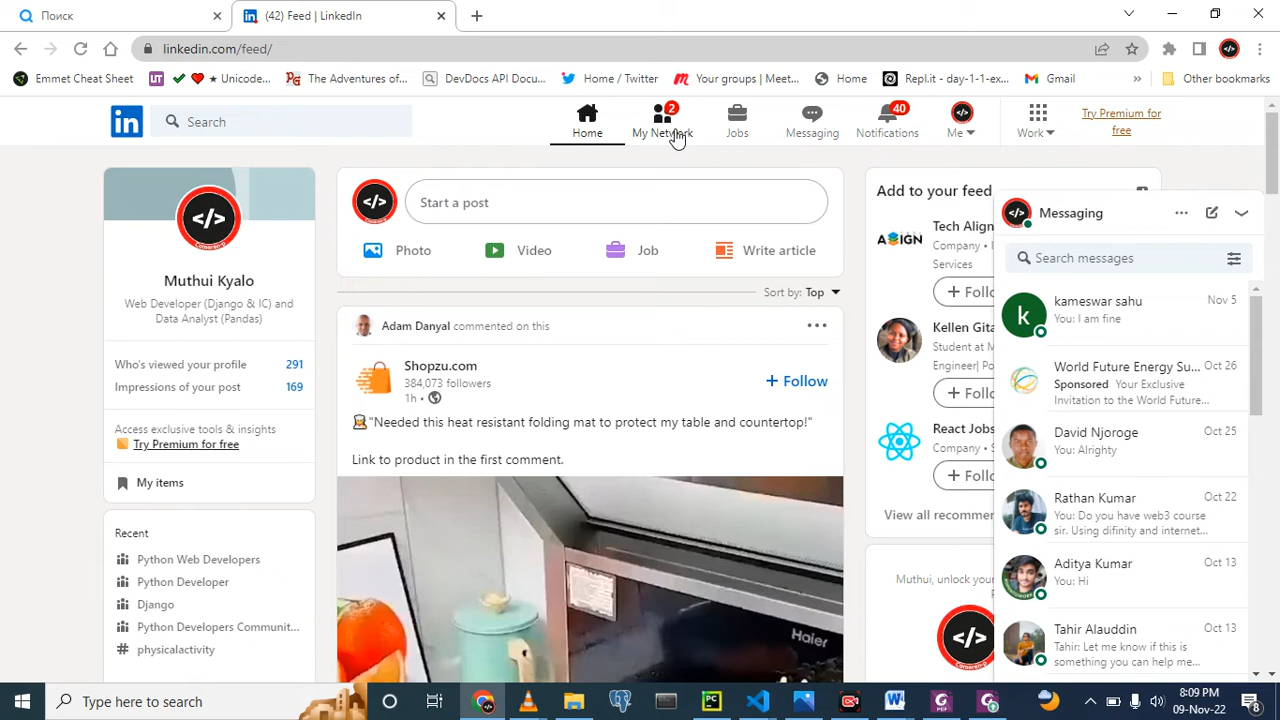 Поиск
(42) Feed | LinkedIn
linkedin.com/feed/
Emmet Cheat Sheet
★ Unicode...
The Adventures of...
DevDocs API Docu...
Home / Twitter
Your groups | Meet...
Home
Repl.it - day-1-1-ex...
Gmail
»
Other bookmarks
in
Search
Home
2
My Network
Jobs
Messaging
40
Notifications
Me
Work
Try Premium for
free
Muthui Kyalo
Web Developer (Django & IC) and
Data Analyst (Pandas)
Who's viewed your profile 291
Impressions of your post 169
Access exclusive tools & insights
Try Premium for free
My items
Recent
Python Web Developers
Python Developer
Django
Python Developers Communit...
# physicalactivity
Start a post
Photo
Video
Job
Write article
Sort by: Top
Adam Danyal commented on this
Shopzu.com
384,073 followers
1h •
+ Follow
"Needed this heat resistant folding mat to protect my table and countertop!"
Link to product in the first comment.
Haier
Add to your feed
Tech Align
Company •
Services
+ Follo
Kellen Gita
Student at M
Engineer| Po
+ Follo
React Jobs
Company • S
+ Follo
View all recomme
Muthui, unlock your
Messaging
Search messages
kameswar sahu Nov 5
You: I am fine
World Future Energy Su... Oct 26
Sponsored Your Exclusive
Invitation to the World Future...
David Njoroge Oct 25
You: Alrighty
Rathan Kumar Oct 22
You: Do you have web3 course
sir. Using difinity and internet...
Aditya Kumar Oct 13
You: Hi
Tahir Alauddin Oct 13
Tahir: Let me know if this is
something you can help me...
Type here to search
8:09 PM
09-Nov-22
8